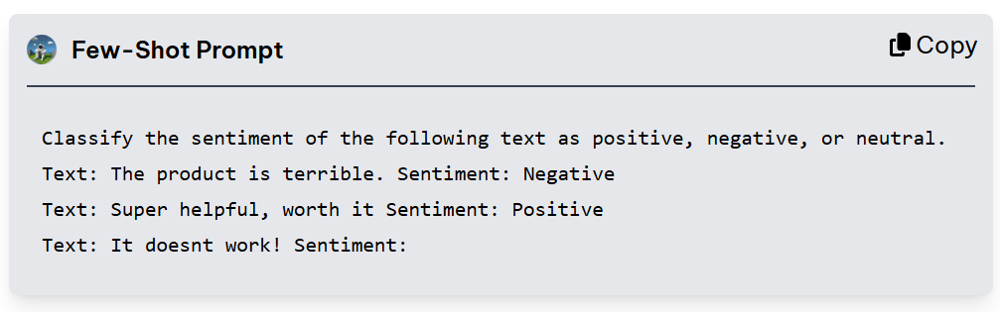 Few-Shot Prompt
Copy
Classify the sentiment of the following text as positive, negative, or neutral.
Text: The product is terrible. Sentiment: Negative
Text: Super helpful, worth it Sentiment: Positive
Text: It doesnt work! Sentiment: